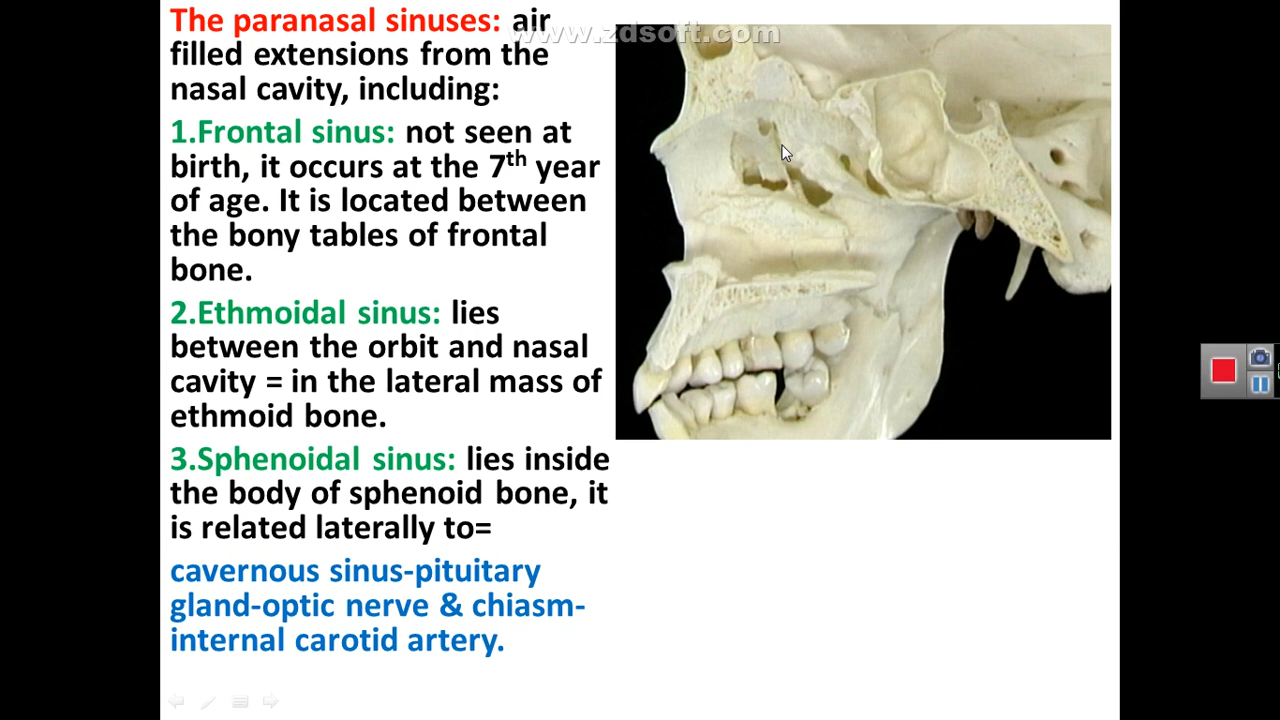 The paranasal sinuses: air
filled extensions from the
nasal cavity, including:
1.Frontal sinus: not seen at
birth, it occurs at the 7th year
of age. It is located between
the bony tables of frontal
bone.
2.Ethmoidal sinus: lies
between the orbit and nasal
cavity = in the lateral mass of
ethmoid bone.
3.Sphenoidal sinus: lies inside
the body of sphenoid bone, it
is related laterally to=
cavernous sinus-pituitary
gland-optic nerve & chiasm-
internal carotid artery.
www.zdsoft.com